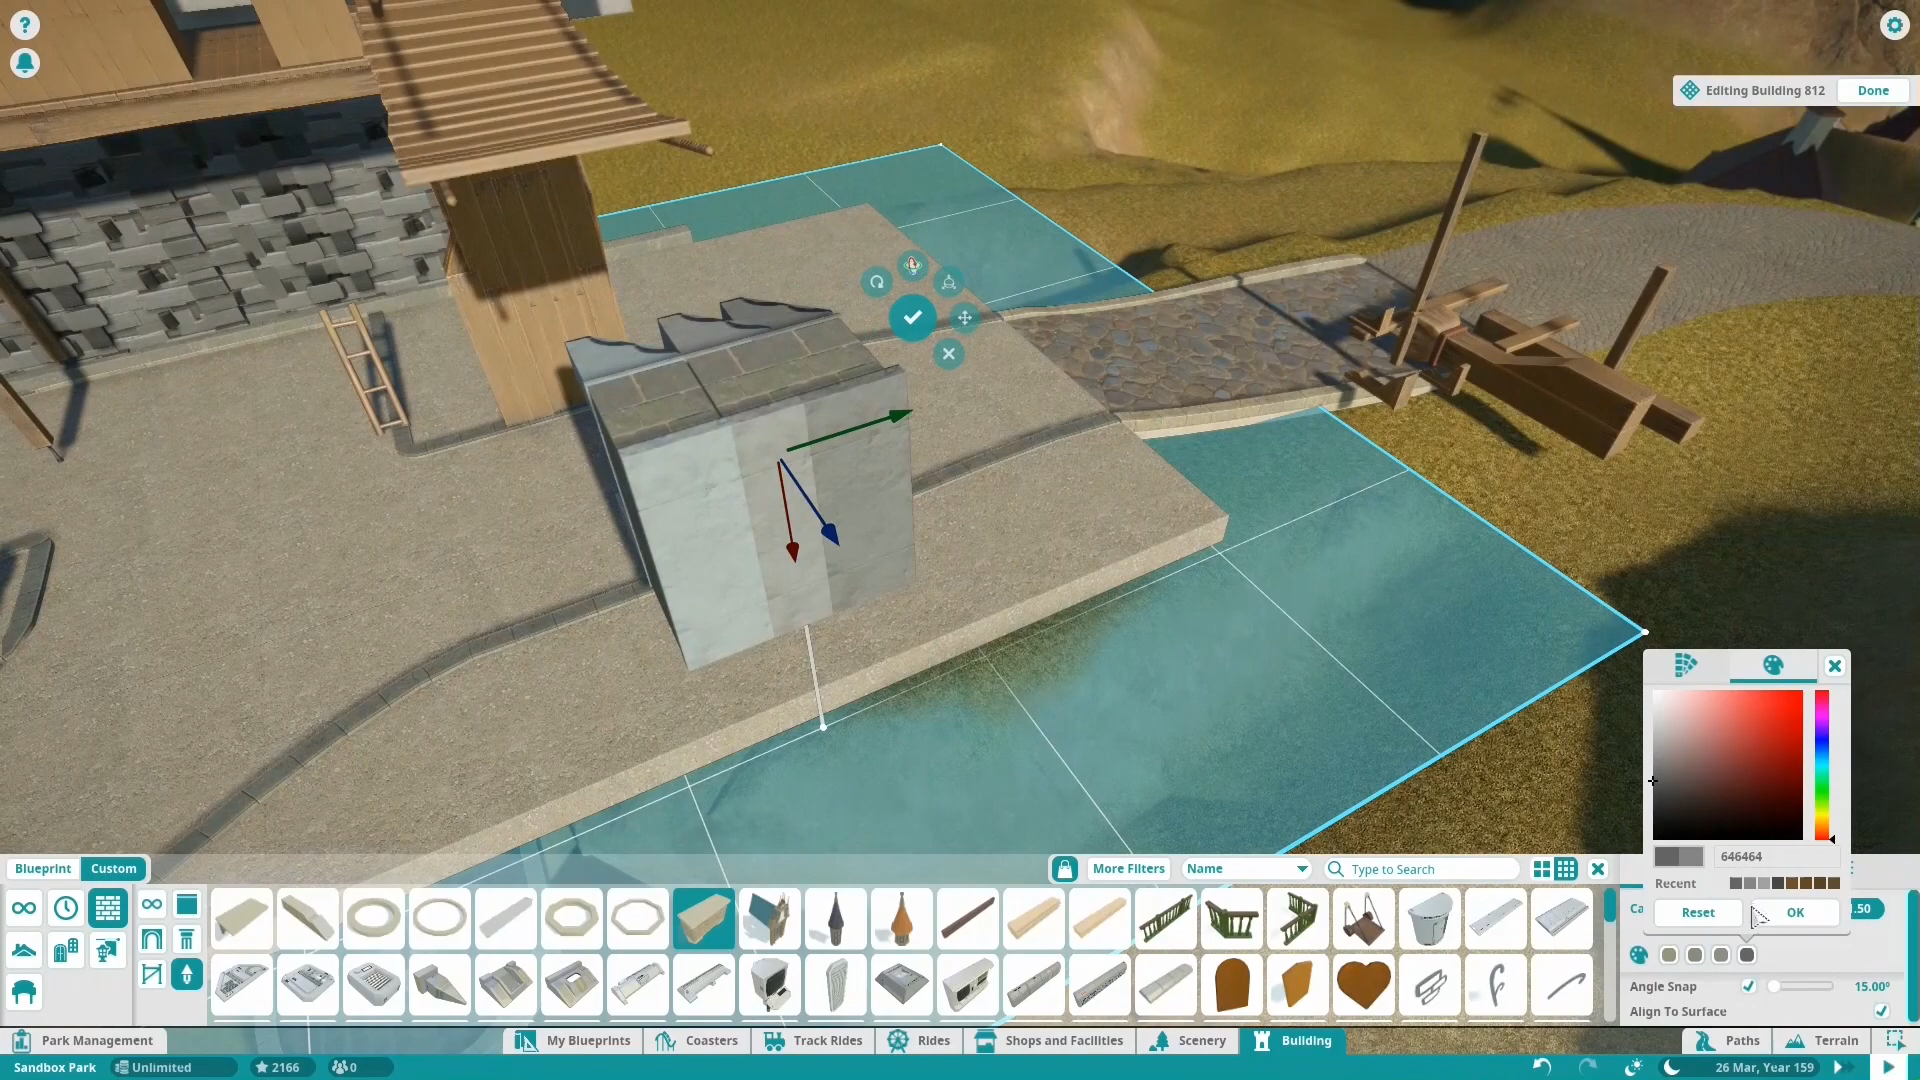 ?
Editing Building 812
Done
646464
Recent
Reset
OK
Ca
.50
Blueprint
Custom
More Filters
Name
Type to Search
Angle Snap
15.00°
Align To Surface
Park Management
My Blueprints
Coasters
Track Rides
Rides
Shops and Facilities
Scenery
Building
Paths
Terrain
Sandbox Park
Unlimited
2166
0
26 Mar, Year 159